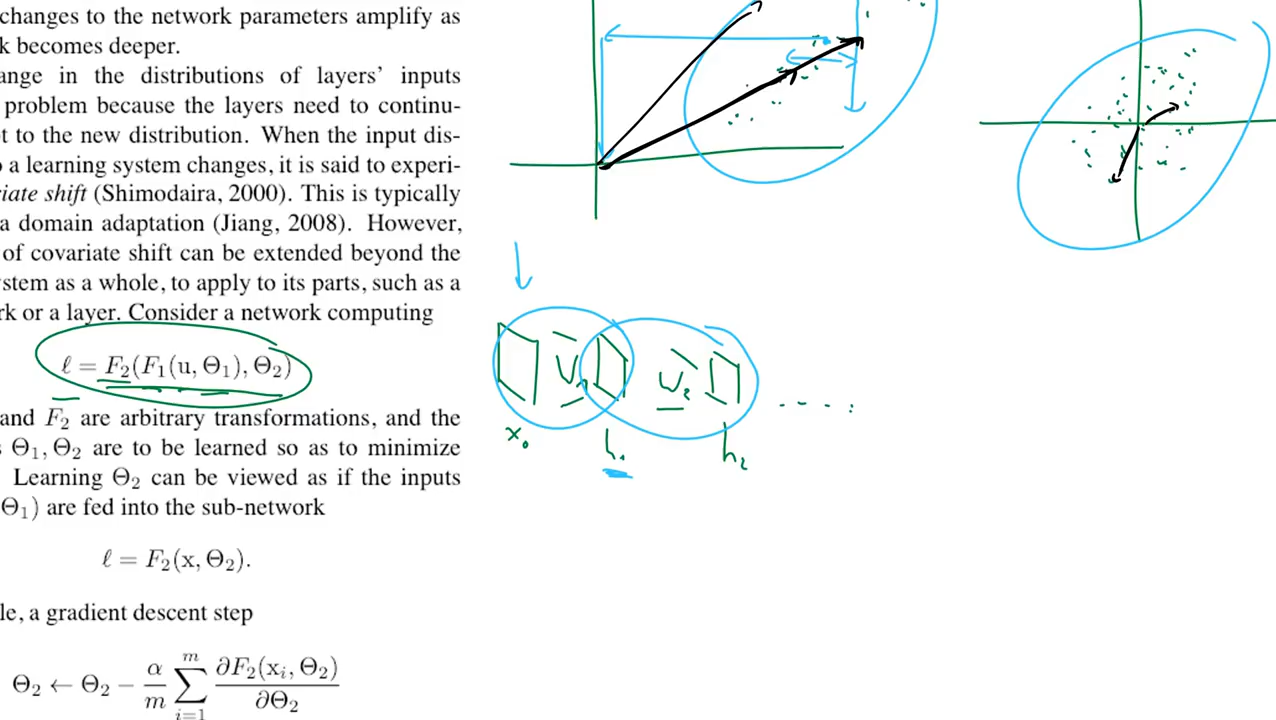 changes to the network parameters amplify as
k becomes deeper.
ange in the distributions of layers' inputs
problem because the layers need to continu-
ot to the new distribution. When the input dis-
o a learning system changes, it is said to experi-
iate shift (Shimodaira, 2000). This is typically
a domain adaptation (Jiang, 2008). However,
of covariate shift can be extended beyond the
stem as a whole, to apply to its parts, such as a
rk or a layer. Consider a network computing
ℓ = F₂(F₁(u, Θ₁), Θ₂)
and F₂ are arbitrary transformations, and the
s Θ₁, Θ₂ are to be learned so as to minimize
Learning Θ₂ can be viewed as if the inputs
Θ₁) are fed into the sub-network
ℓ = F₂(x, Θ₂).
le, a gradient descent step
Θ₂ ← Θ₂ − α/m ∑ᵢ₌₁ᵐ ∂F₂(xᵢ, Θ₂)/∂Θ₂
W₂ .....
x₀ h₁ h₂